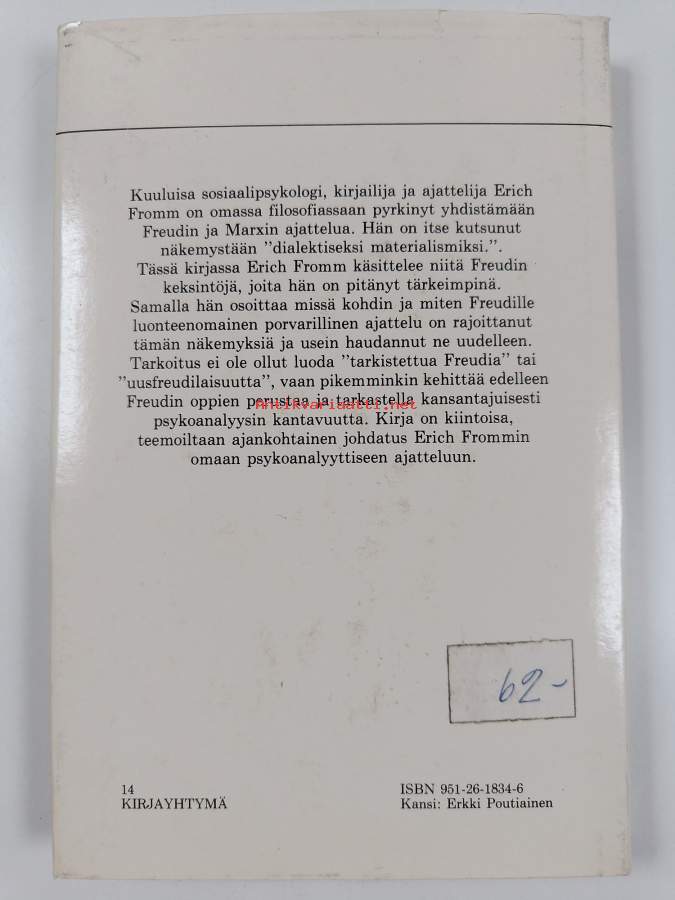 Kuuluisa sosiaalipsykologi, kirjailija ja ajattelija Erich
Fromm on omassa filosofiassaan pyrkinyt yhdistämään
Freudin ja Marxin ajattelua. Hän on itse kutsunut
näkemystään "dialektiseksi materialismiksi.".
Tässä kirjassa Erich Fromm käsittelee niitä Freudin
keksintöjä, joita hän on pitänyt tärkeimpinä.
Samalla hän osoittaa missä kohdin ja miten Freudille
luonteenomainen porvarillinen ajattelu on rajoittanut
tämän näkemyksiä ja usein haudannut ne uudelleen.
Tarkoitus ei ole ollut luoda "tarkistettua Freudia" tai
"uusfreudilaisuutta", vaan pikemminkin kehittää edelleen
Freudin oppien perustaa ja tarkastella kansantajuisesti
Antikvariaatti.net
psykoanalyysin kantavuutta. Kirja on kiintoisa,
teemoiltaan ajankohtainen johdatus Erich Frommin
omaan psykoanalyyttiseen ajatteluun.
62-
14
KIRJAYHTYMÄ
ISBN 951-26-1834-6
Kansi: Erkki Poutiainen